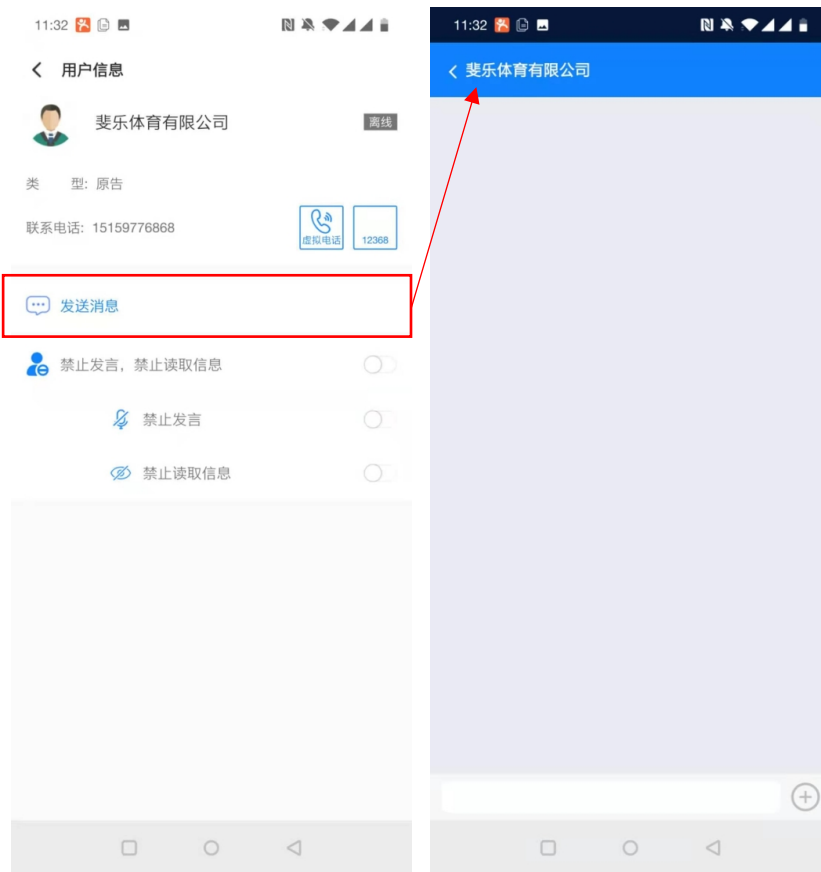 11:32
用户信息
斐乐体育有限公司
离线
类 型: 原告
联系电话: 15159776868
虚拟电话
12368
发送消息
禁止发言，禁止读取信息
禁止发言
禁止读取信息
11:32
斐乐体育有限公司